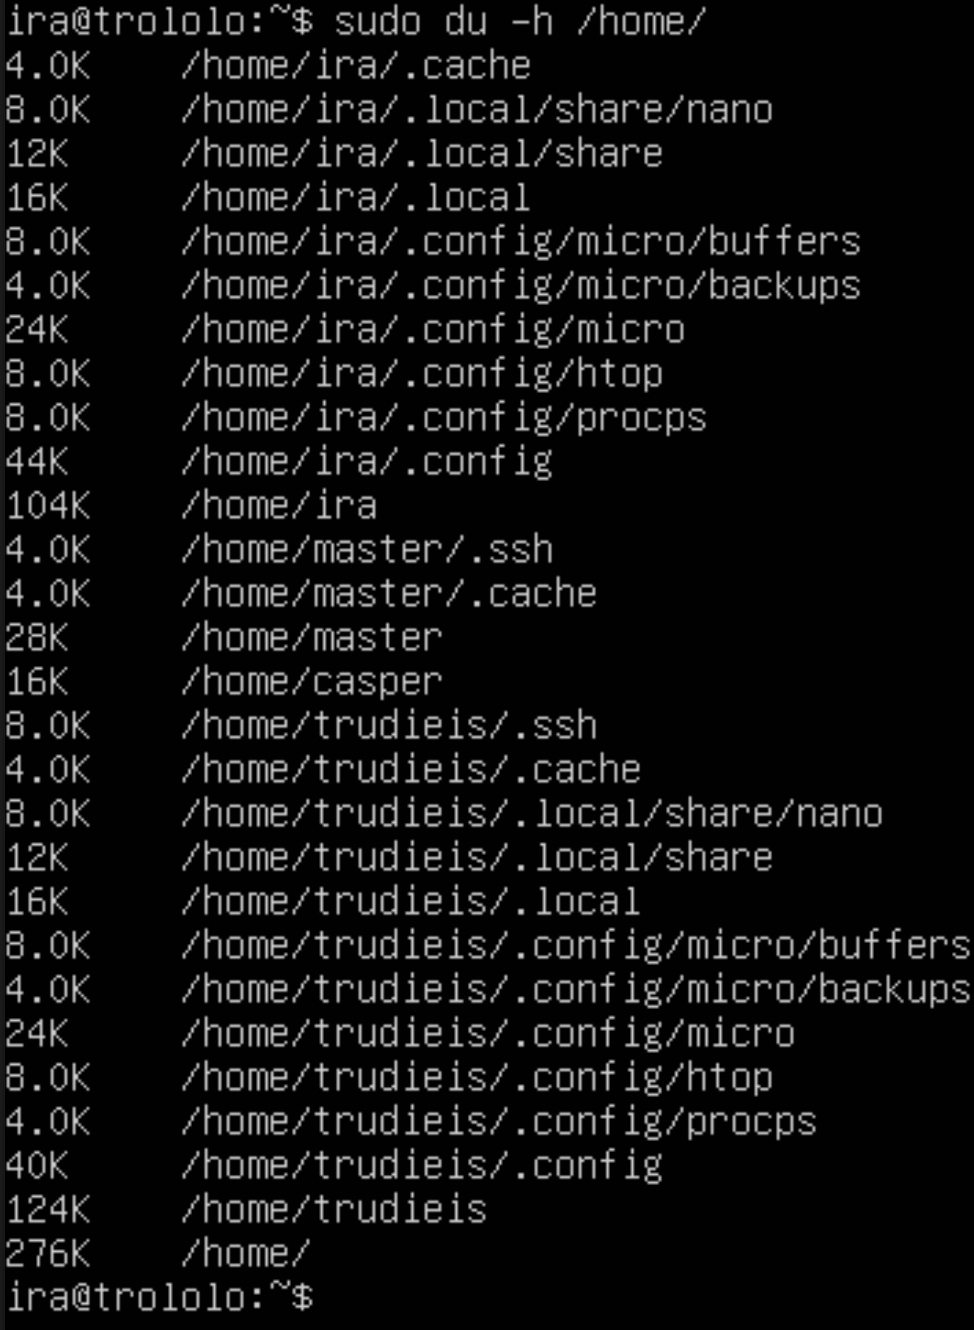 ira@trololo:~$ sudo du -h /home/
4.0K    /home/ira/.cache
8.0K    /home/ira/.local/share/nano
12K     /home/ira/.local/share
16K     /home/ira/.local
8.0K    /home/ira/.config/micro/buffers
4.0K    /home/ira/.config/micro/backups
24K     /home/ira/.config/micro
8.0K    /home/ira/.config/htop
8.0K    /home/ira/.config/procps
44K     /home/ira/.config
104K    /home/ira
4.0K    /home/master/.ssh
4.0K    /home/master/.cache
28K     /home/master
16K     /home/casper
8.0K    /home/trudieis/.ssh
4.0K    /home/trudieis/.cache
8.0K    /home/trudieis/.local/share/nano
12K     /home/trudieis/.local/share
16K     /home/trudieis/.local
8.0K    /home/trudieis/.config/micro/buffers
4.0K    /home/trudieis/.config/micro/backups
24K     /home/trudieis/.config/micro
8.0K    /home/trudieis/.config/htop
4.0K    /home/trudieis/.config/procps
40K     /home/trudieis/.config
124K    /home/trudieis
276K    /home/
ira@trololo:~$